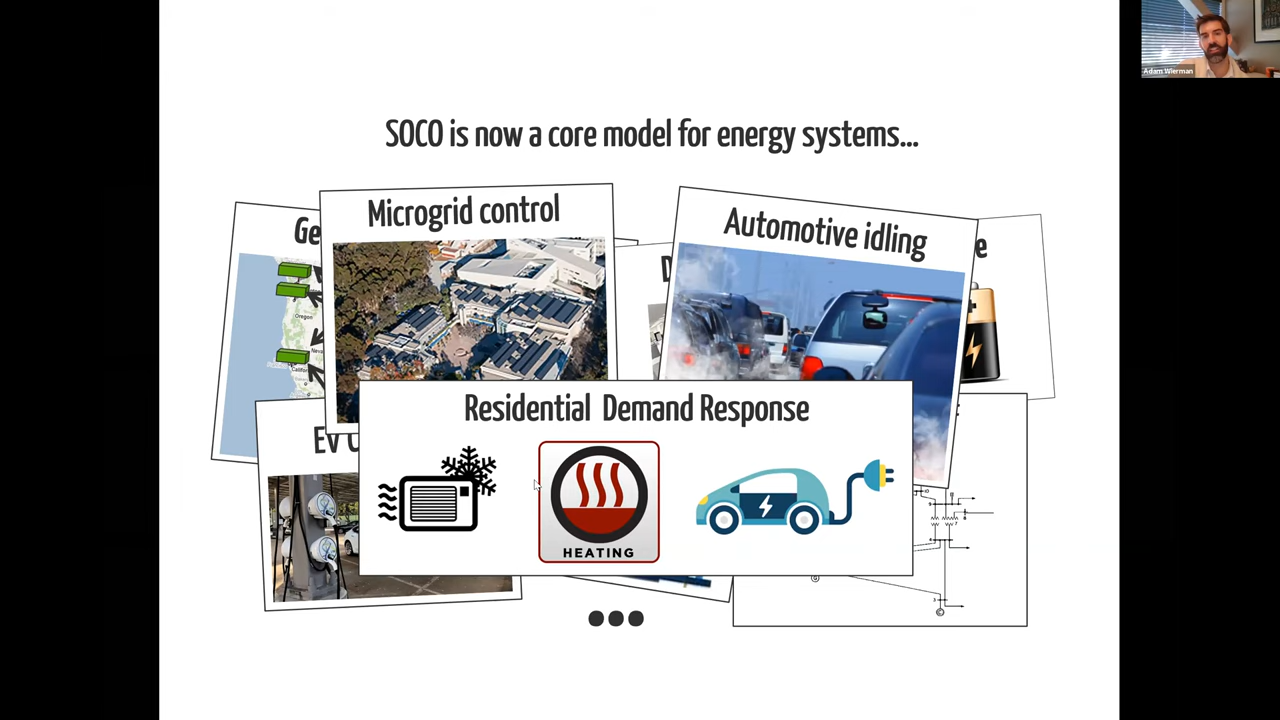 Adam Wierman
SOCO is now a core model for energy systems...
Microgrid control
Automotive idling
Ge
Oregon
Residential Demand Response
HEATING